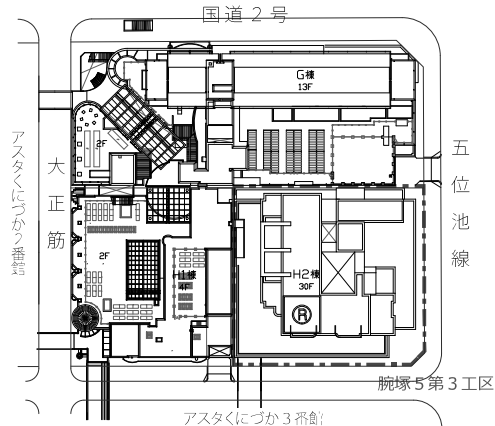 国道２号
G棟
13F
2F
アスタくにづか２番館
大正筋
五位池線
2F
H1棟
4F
H2棟
30F
R
腕塚５第３工区
アスタくにづか３番館